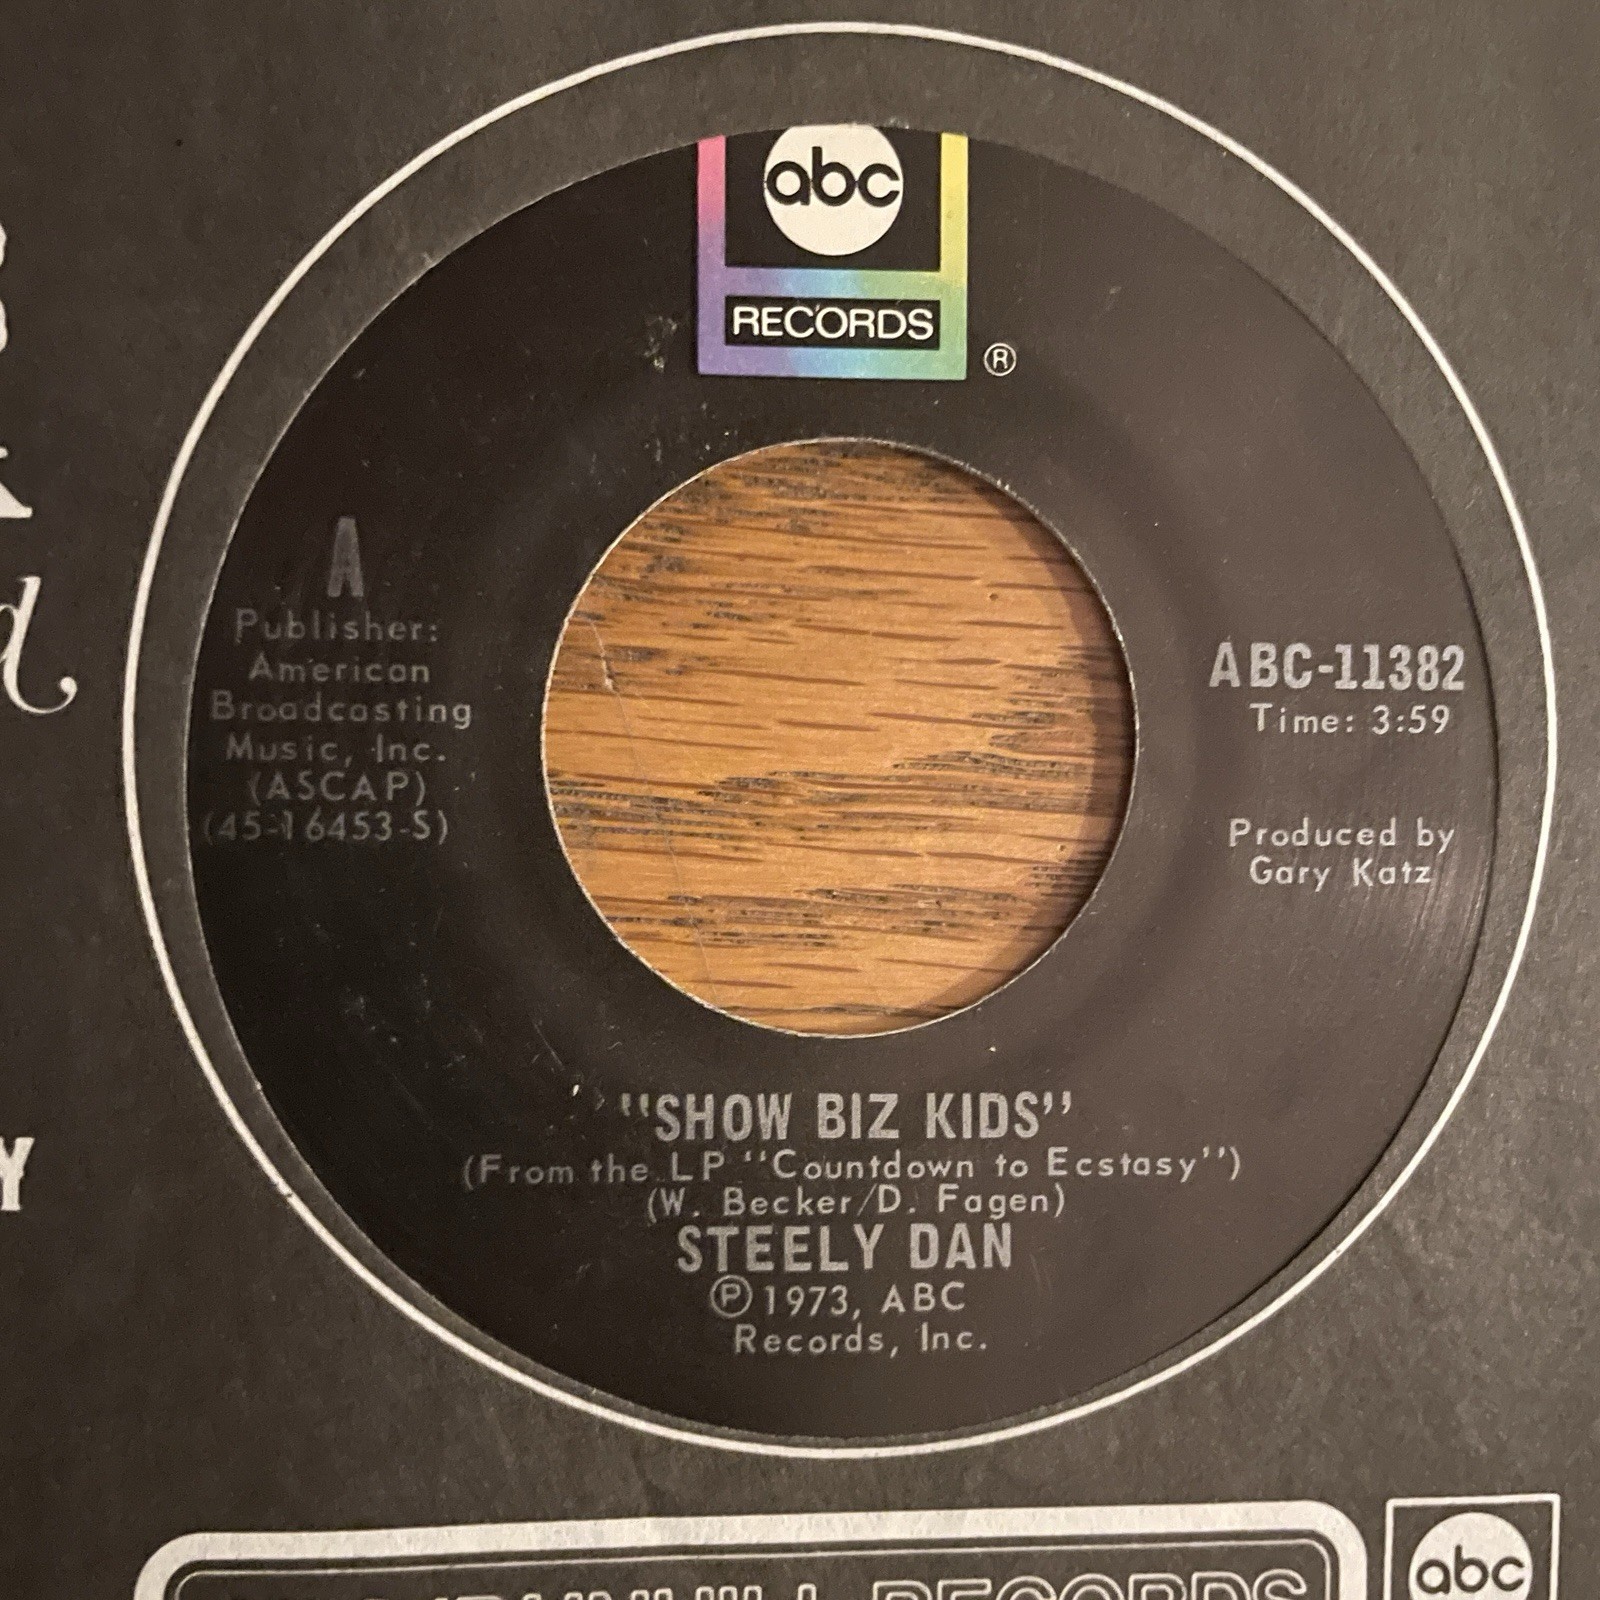 abc
RECORDS
®
A
Publisher:
American
Broadcasting
Music, Inc.
(ASCAP)
(45-16453-S)
ABC-11382
Time: 3:59
Produced by
Gary Katz
"SHOW BIZ KIDS"
(From the LP "Countdown to Ecstasy")
(W. Becker/D. Fagen)
STEELY DAN
℗ 1973, ABC
Records, Inc.
d
Y
RECORDS
abc